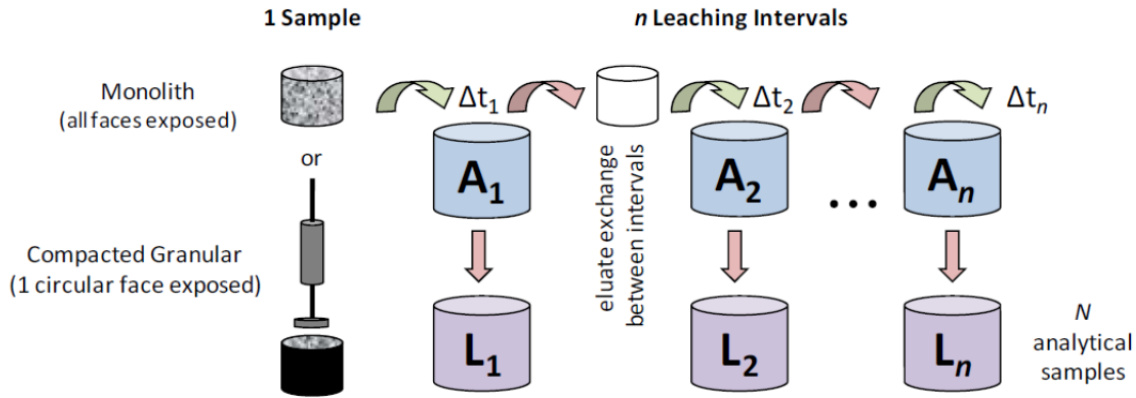 1 Sample
n Leaching Intervals
Monolith
(all faces exposed)
or
Compacted Granular
(1 circular face exposed)
Δt1
Δt2
Δtn
A1
A2
...
An
eluate exchange
between intervals
L1
L2
Ln
N
analytical
samples